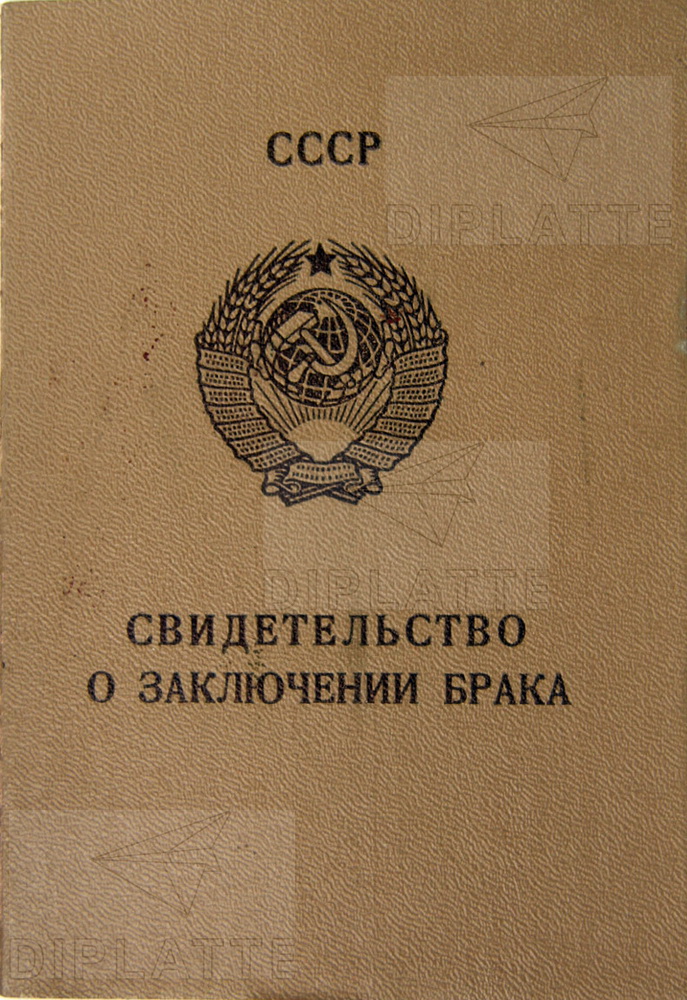 СССР
DIPLATTE
DIPLATTE
СВИДЕТЕЛЬСТВО
О ЗАКЛЮЧЕНИИ БРАКА
DIPLATTE